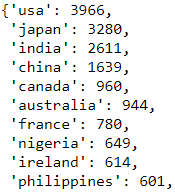 {'usa': 3966,
'japan': 3280,
'india': 2611,
'china': 1639,
'canada': 960,
'australia': 944,
'france': 780,
'nigeria': 649,
'ireland': 614,
'philippines': 601,